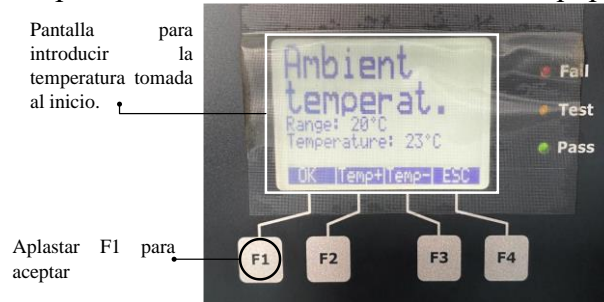 Pantalla para
introducir la
temperatura tomada
al inicio.
Ambient
temperat.
Range: 20°C
Temperature: 23°C
OK Temp+ Temp- ESC
Fail
Test
Pass
Aplastar F1 para
aceptar
F1 F2 F3 F4